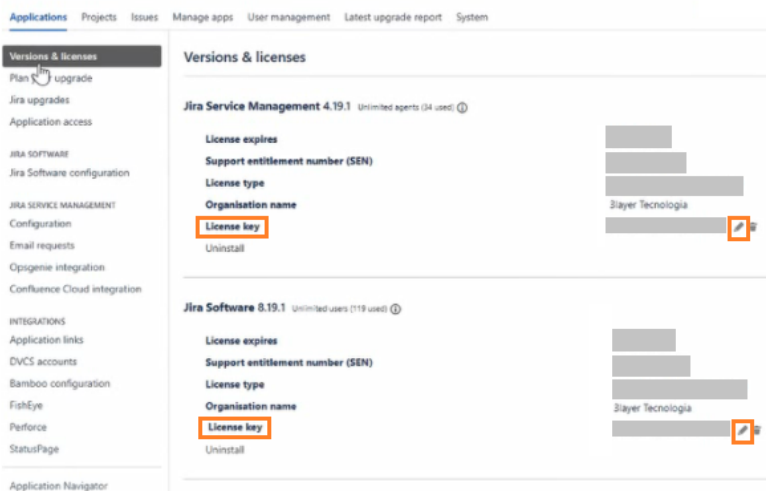 Applications Projects Issues Manage apps User management Latest upgrade report System
Versions & licenses
Plan upgrade
Jira upgrades
Application access
JIRA SOFTWARE
Jira Software configuration
JIRA SERVICE MANAGEMENT
Configuration
Email requests
Opsgenie integration
Confluence Cloud integration
INTEGRATIONS
Application links
DVCS accounts
Bamboo configuration
FishEye
Perforce
StatusPage
Application Navigator
Versions & licenses
Jira Service Management 4.19.1 Unlimited agents (34 used)
License expires
Support entitlement number (SEN)
License type
Organisation name 3layer Tecnologia
License key
Uninstall
Jira Software 8.19.1 Unlimited users (119 used)
License expires
Support entitlement number (SEN)
License type
Organisation name 3layer Tecnologia
License key
Uninstall